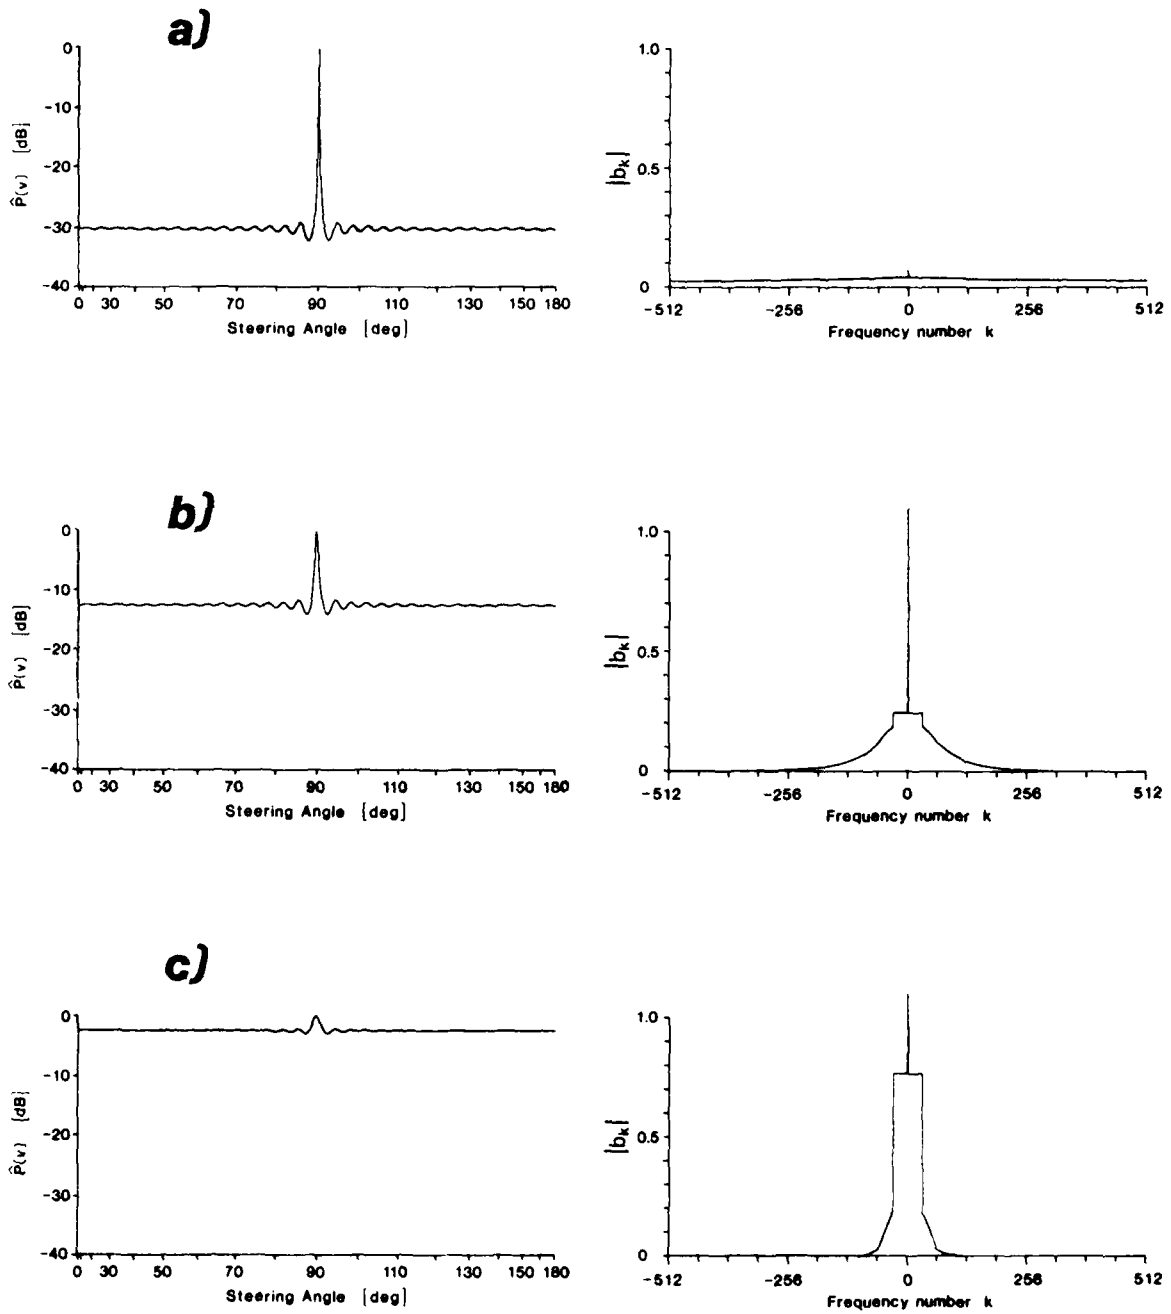 a)
0
-10
-20
-30
-40
P̂(v) [dB]
0 30 50 70 90 110 130 150 180
Steering Angle [deg]
1.0
0.5
0
|bk|
-512 -256 0 256 512
Frequency number k
b)
0
-10
-20
-30
-40
P̂(v) [dB]
0 30 50 70 90 110 130 150 180
Steering Angle [deg]
1.0
0.5
0
|bk|
-512 -256 0 256 512
Frequency number k
c)
0
-10
-20
-30
-40
P̂(v) [dB]
0 30 50 70 90 110 130 150 180
Steering Angle [deg]
1.0
0.5
0
|bk|
-512 -256 0 256 512
Frequency number k